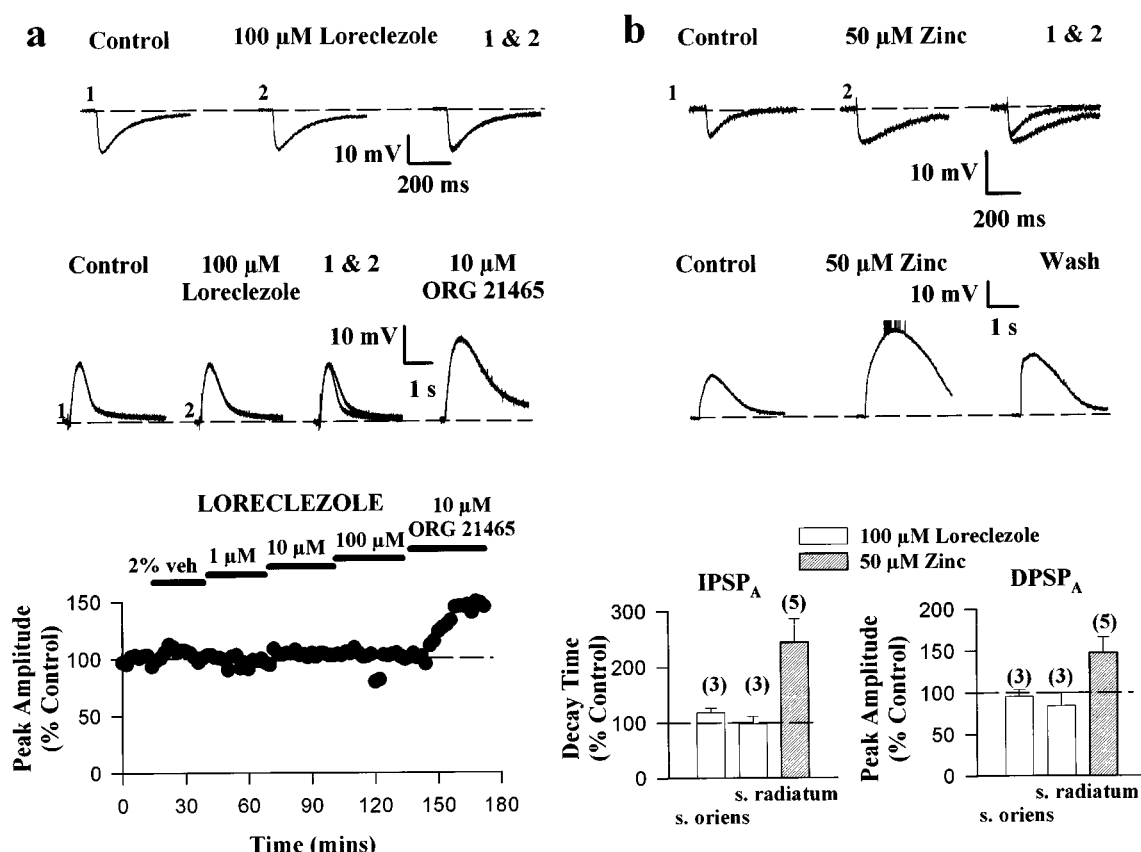 a
Control
100 µM Loreclezole
1 & 2
1
2
10 mV
200 ms
Control
100 µM
Loreclezole
1 & 2
10 µM
ORG 21465
10 mV
1 s
1
2
LORECLEZOLE
2% veh
1 µM
10 µM
100 µM
10 µM
ORG 21465
Peak Amplitude
(% Control)
150
100
50
0
0
30
60
90
120
150
180
Time (mins)
b
Control
50 µM Zinc
1 & 2
1
2
10 mV
200 ms
Control
50 µM Zinc
Wash
10 mV
1 s
100 µM Loreclezole
50 µM Zinc
IPSPA
Decay Time
(% Control)
300
200
100
0
(3)
(3)
(5)
s. radiatum
s. oriens
DPSPA
Peak Amplitude
(% Control)
200
150
100
50
0
(3)
(3)
(5)
s. radiatum
s. oriens